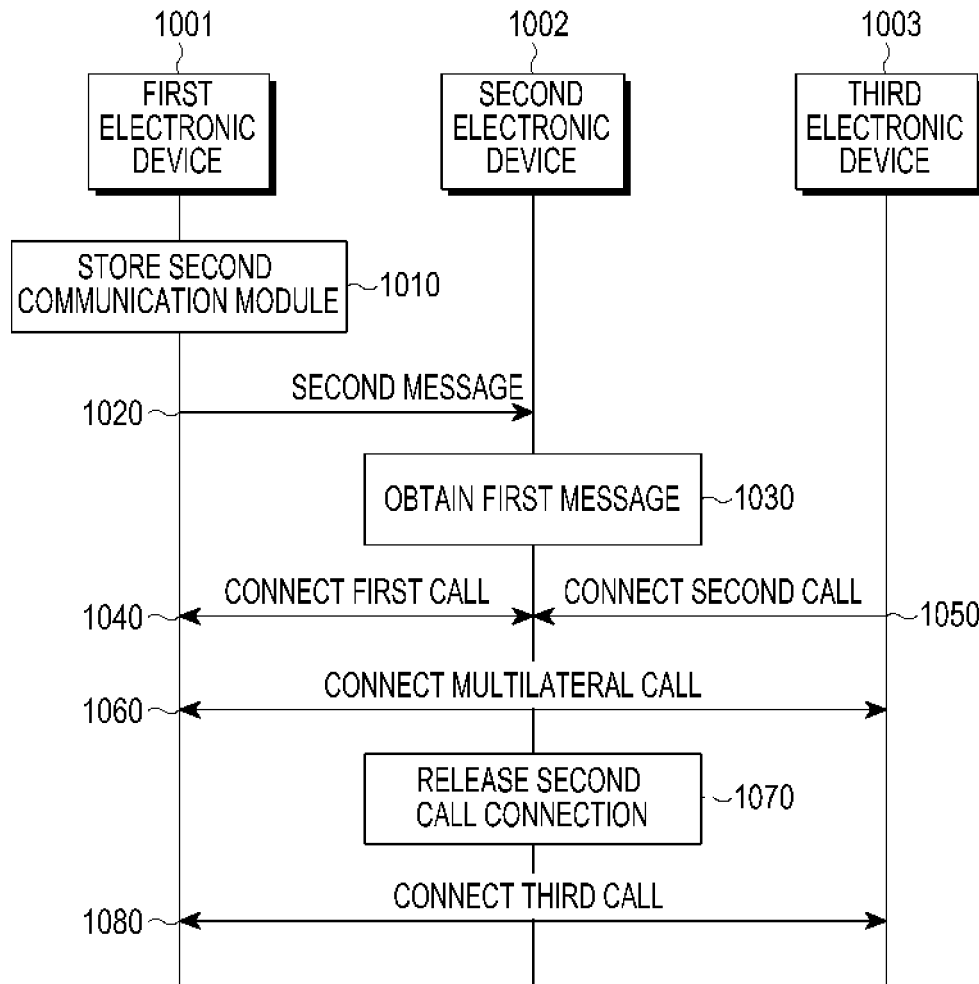 1001
1002
1003
FIRST
ELECTRONIC
DEVICE
SECOND
ELECTRONIC
DEVICE
THIRD
ELECTRONIC
DEVICE
STORE SECOND
COMMUNICATION MODULE
1010
SECOND MESSAGE
1020
OBTAIN FIRST MESSAGE
1030
CONNECT FIRST CALL
CONNECT SECOND CALL
1040
1050
CONNECT MULTILATERAL CALL
1060
RELEASE SECOND
CALL CONNECTION
1070
CONNECT THIRD CALL
1080